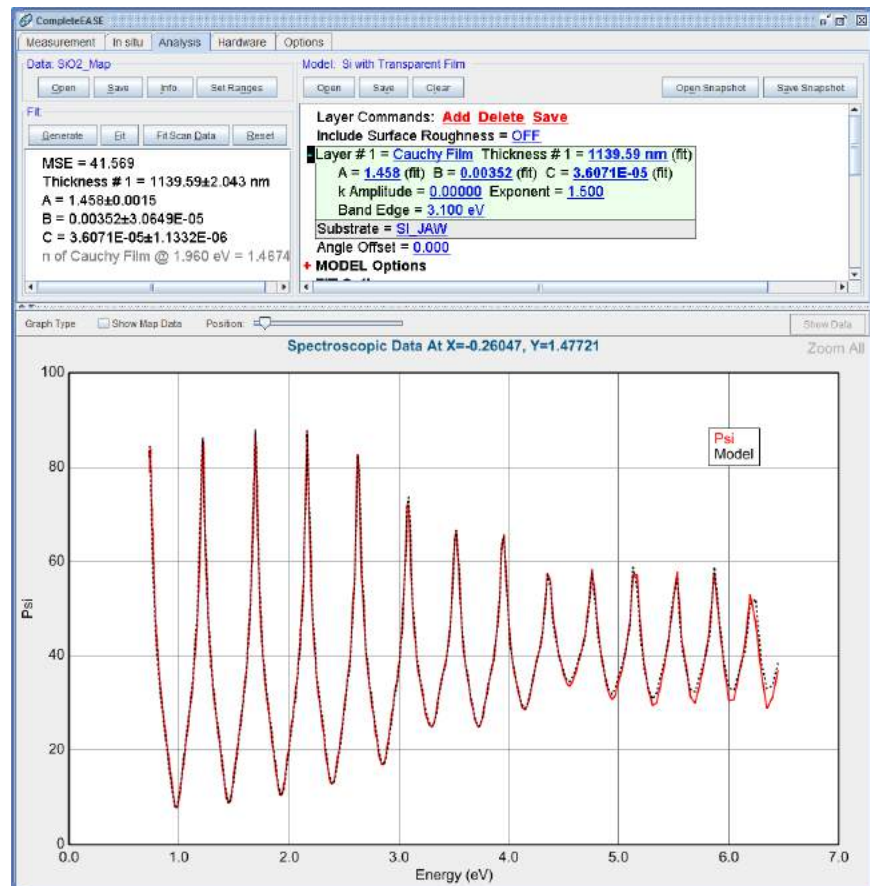 CompleteEASE
Measurement In situ Analysis Hardware Options
Data: SiO2_Map
Open Save Info Set Ranges
Fit:
Generate Fit Fit Scan Data Reset
MSE = 41.569
Thickness # 1 = 1139.59±2.043 nm
A = 1.458±0.0015
B = 0.00352±3.0649E-05
C = 3.6071E-05±1.1332E-06
n of Cauchy Film @ 1.960 eV = 1.4674
Model: Si with Transparent Film
Open Save Clear Open Snapshot Save Snapshot
Layer Commands: Add Delete Save
Include Surface Roughness = OFF
Layer # 1 = Cauchy Film Thickness # 1 = 1139.59 nm (fit)
A = 1.458 (fit) B = 0.00352 (fit) C = 3.6071E-05 (fit)
k Amplitude = 0.00000 Exponent = 1.500
Band Edge = 3.100 eV
Substrate = SI_JAW
Angle Offset = 0.000
+ MODEL Options
Graph Type Show Map Data Position: Show Data
Spectroscopic Data At X=-0.26047, Y=1.47721
Zoom All
100
80
60
40
20
0
Psi
Psi
Model
0.0 1.0 2.0 3.0 4.0 5.0 6.0 7.0
Energy (eV)